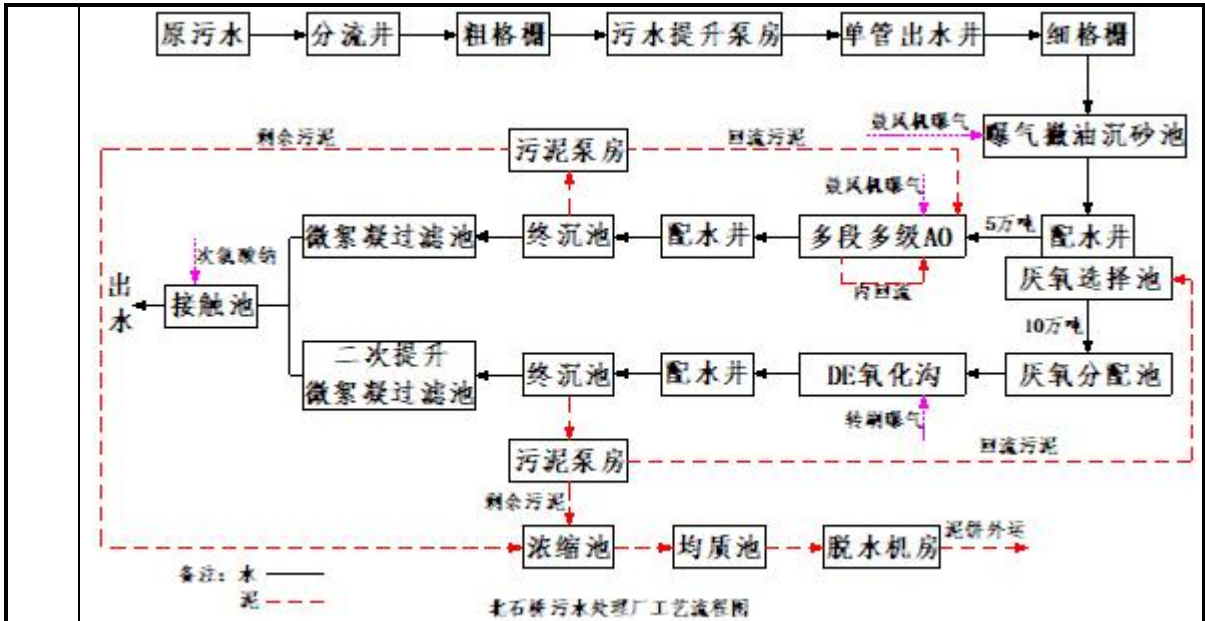 原污水
分流井
粗格栅
污水提升泵房
单管出水井
细格栅
鼓风机曝气
曝气撇油沉砂池
剩余污泥
污泥泵房
回流污泥
鼓风机曝气
微絮凝过滤池
终沉池
配水井
多段多级AO
5万吨
配水井
厌氧选择池
次氯酸钠
内回流
出水
接触池
10万吨
二次提升
微絮凝过滤池
终沉池
配水井
DE氧化沟
厌氧分配池
转刷曝气
污泥泵房
回流污泥
剩余污泥
浓缩池
均质池
脱水机房
泥饼外运
备注：水
泥
北石桥污水处理厂工艺流程图